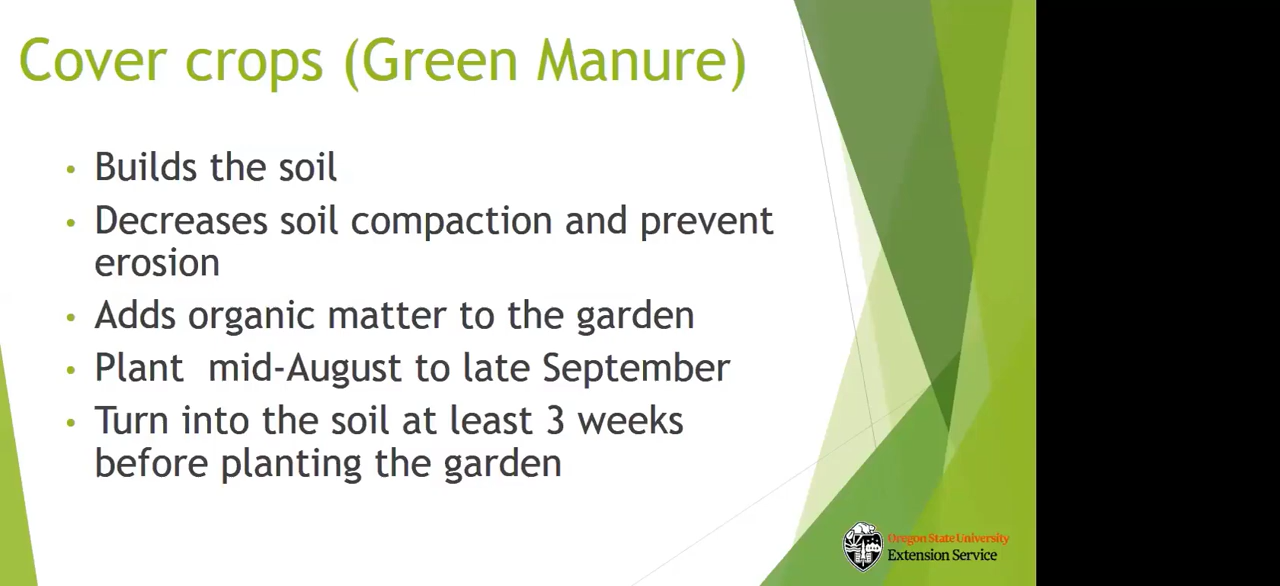 Cover crops (Green Manure)
• Builds the soil
• Decreases soil compaction and prevent
erosion
• Adds organic matter to the garden
• Plant  mid-August to late September
• Turn into the soil at least 3 weeks
before planting the garden
Oregon State University
Extension Service